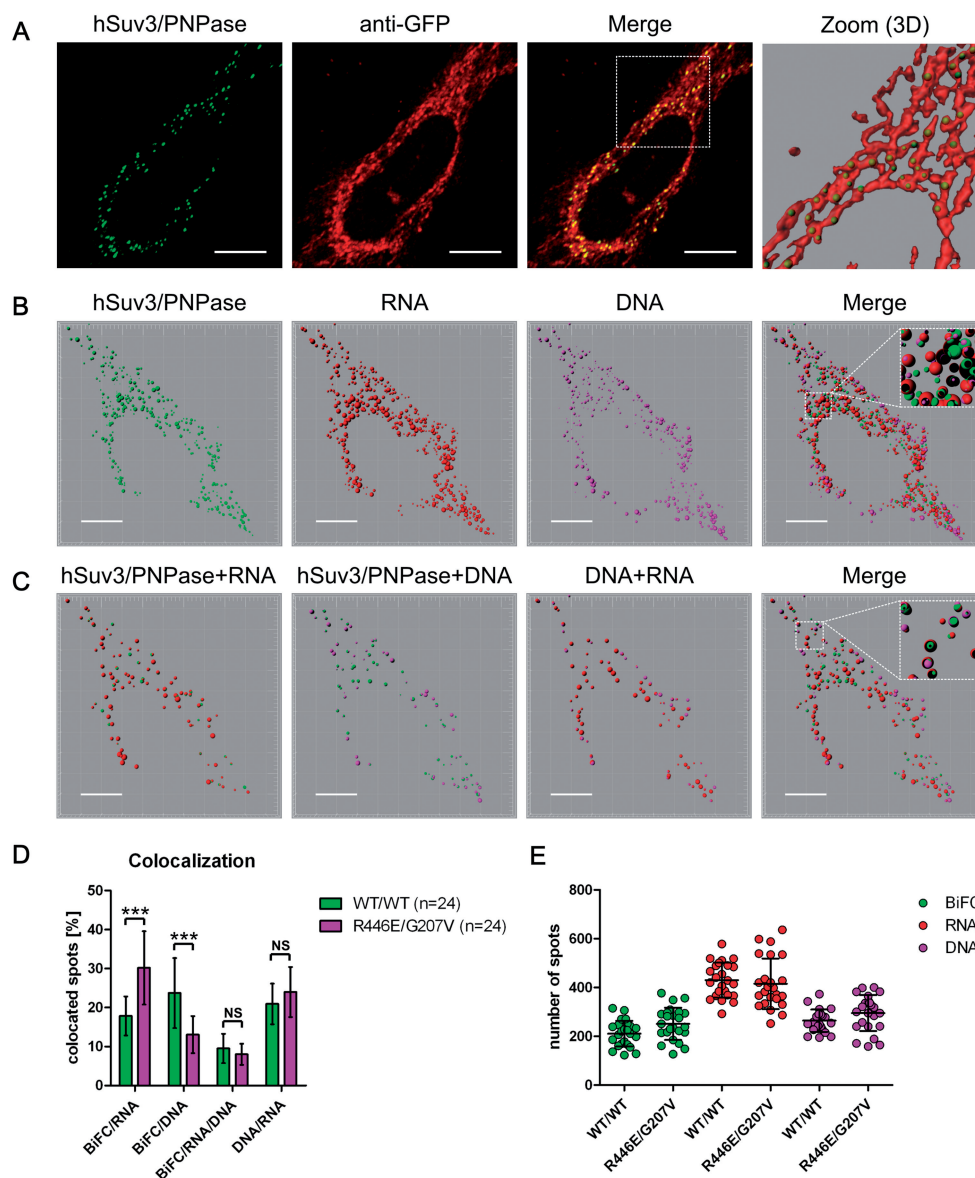 A
hSuv3/PNPase
anti-GFP
Merge
Zoom (3D)
B
hSuv3/PNPase
RNA
DNA
Merge
C
hSuv3/PNPase+RNA
hSuv3/PNPase+DNA
DNA+RNA
Merge
D
Colocalization
colocated spots [%]
50
40
30
20
10
0
***
***
NS
NS
BiFC/RNA
BiFC/DNA
BiFC/RNA/DNA
DNA/RNA
WT/WT (n=24)
R446E/G207V (n=24)
E
number of spots
800
600
400
200
0
WT/WT
R446E/G207V
WT/WT
R446E/G207V
WT/WT
R446E/G207V
BiFC
RNA
DNA